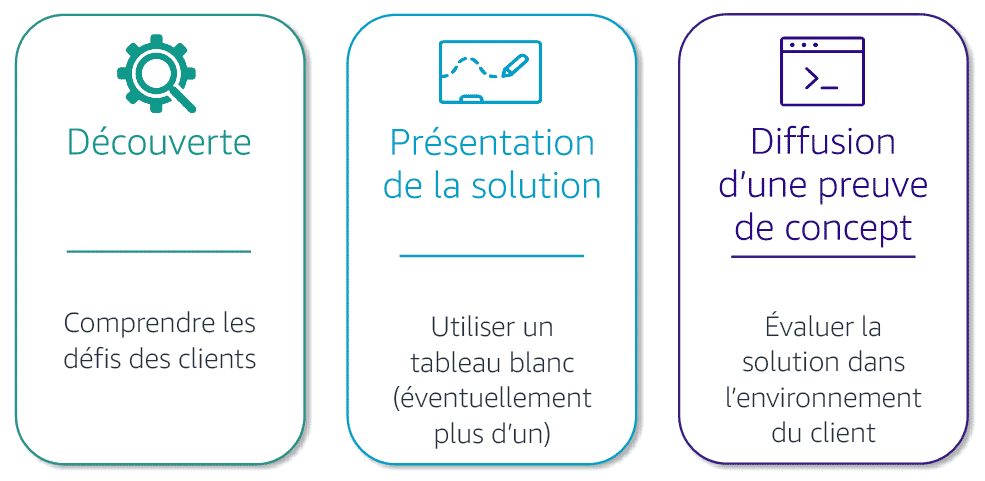 Découverte
Comprendre les
défis des clients
Présentation
de la solution
Utiliser un
tableau blanc
(éventuellement
plus d'un)
Diffusion
d'une preuve
de concept
Évaluer la
solution dans
l'environnement
du client